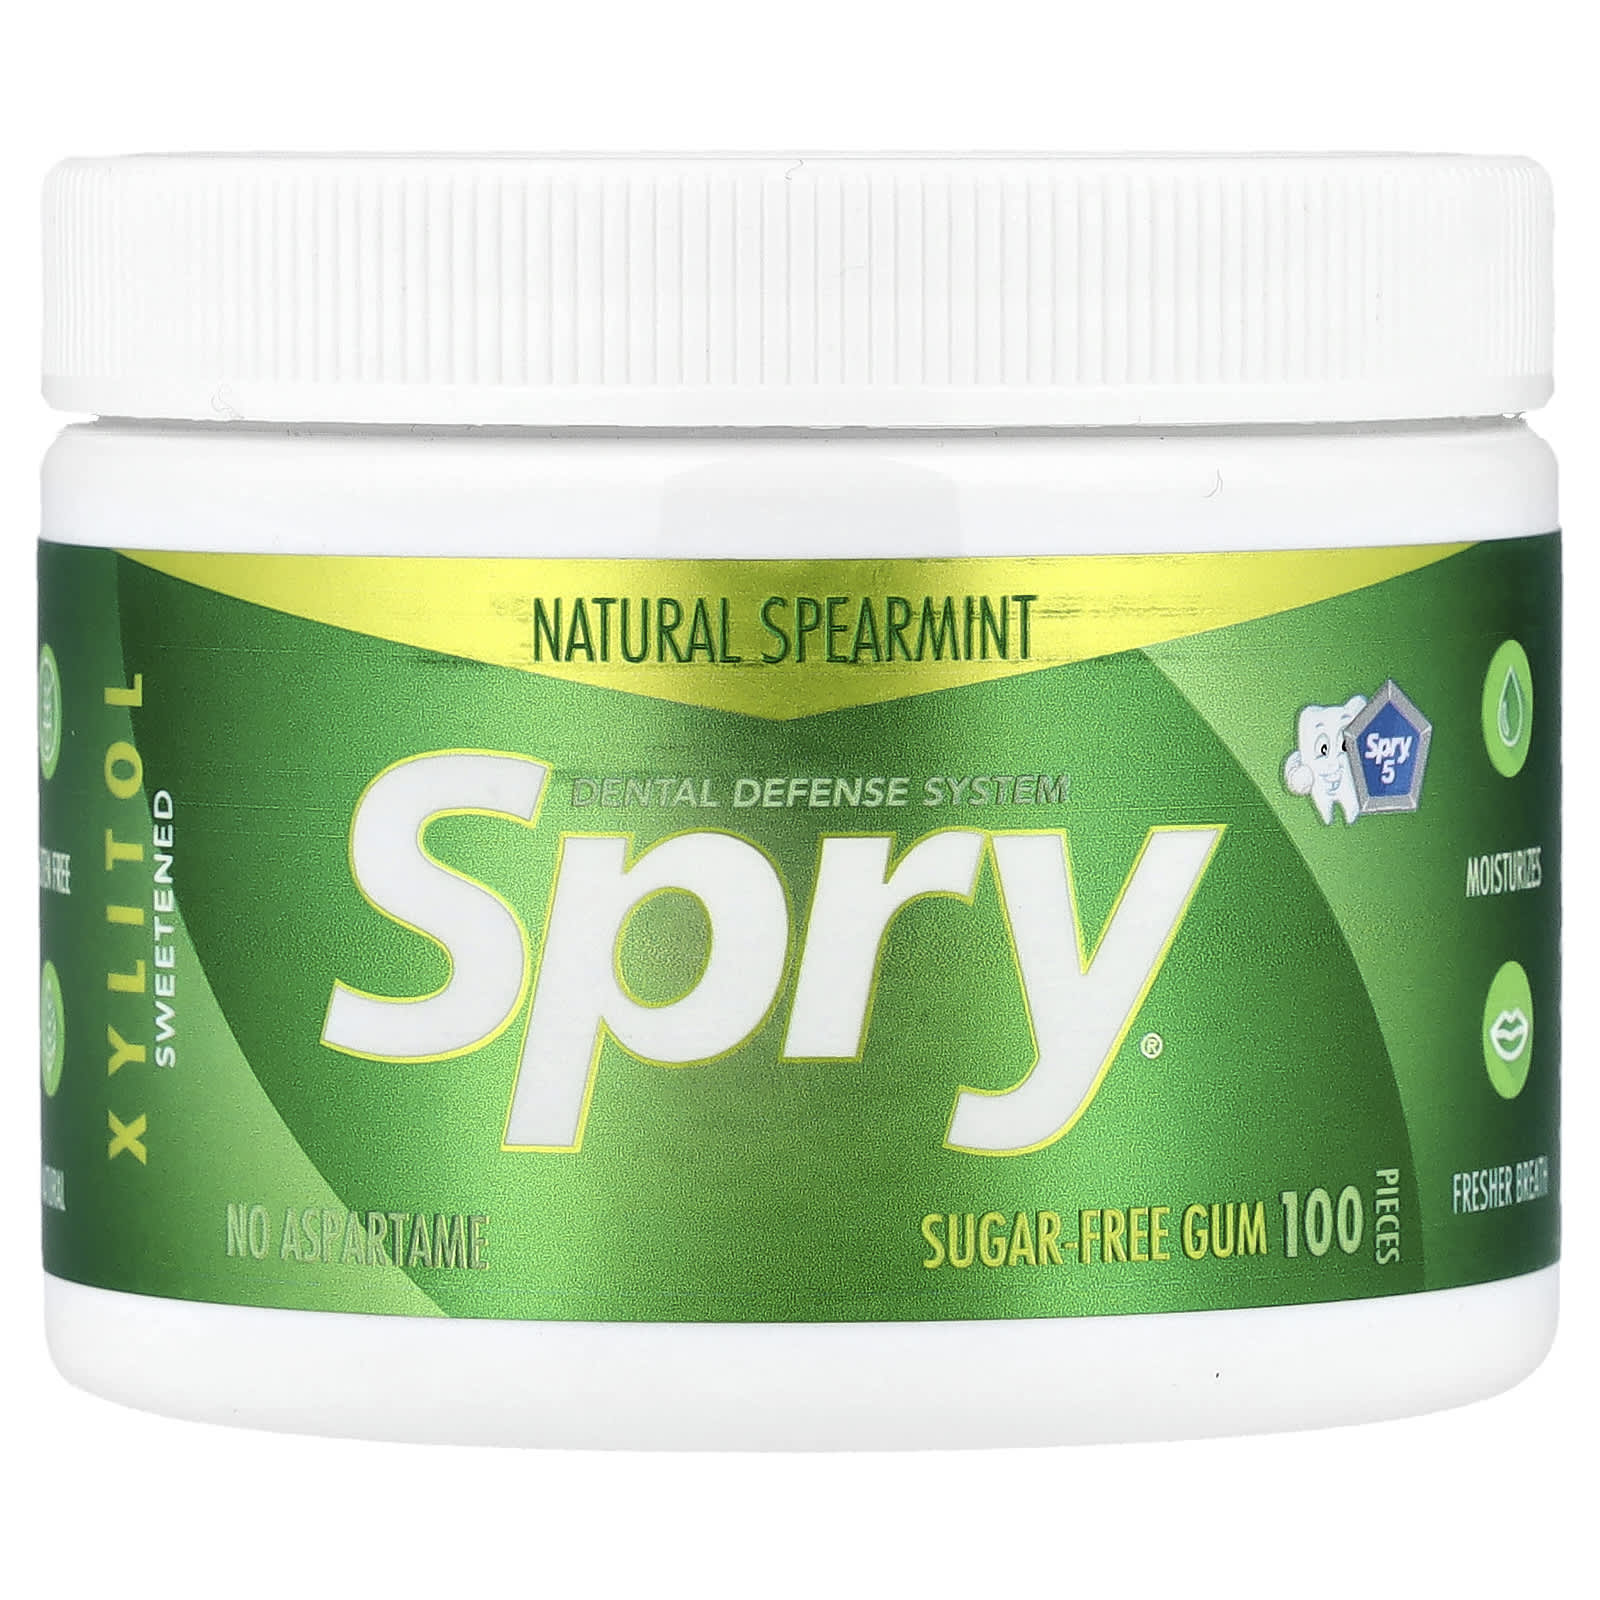 NATURAL SPEARMINT
DENTAL DEFENSE SYSTEM
Spry®
XYLITOL
SWEETENED
NO ASPARTAME
SUGAR-FREE GUM 100 PIECES
Spry
5
MOISTURIZES
FRESHER BREATH
FREE